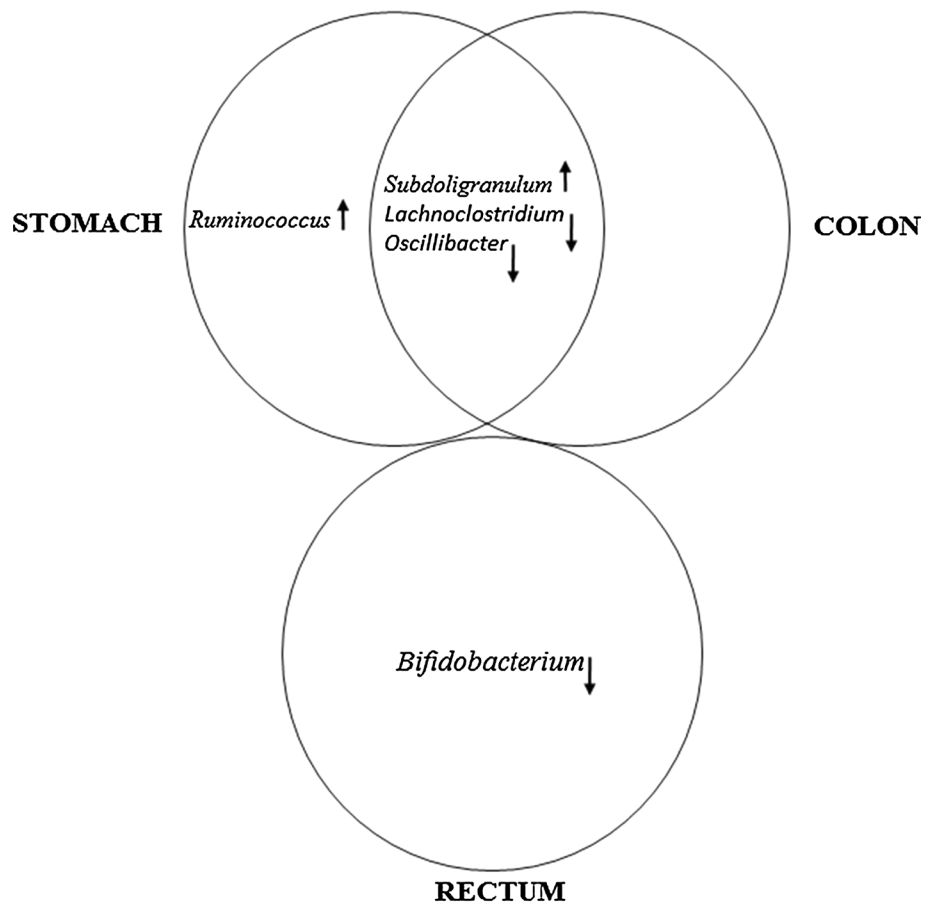 Subdoligranulum ↑
STOMACH
Ruminococcus ↑
Lachnoclostridium ↓
COLON
Oscillibacter ↓
Bifidobacterium ↓
RECTUM